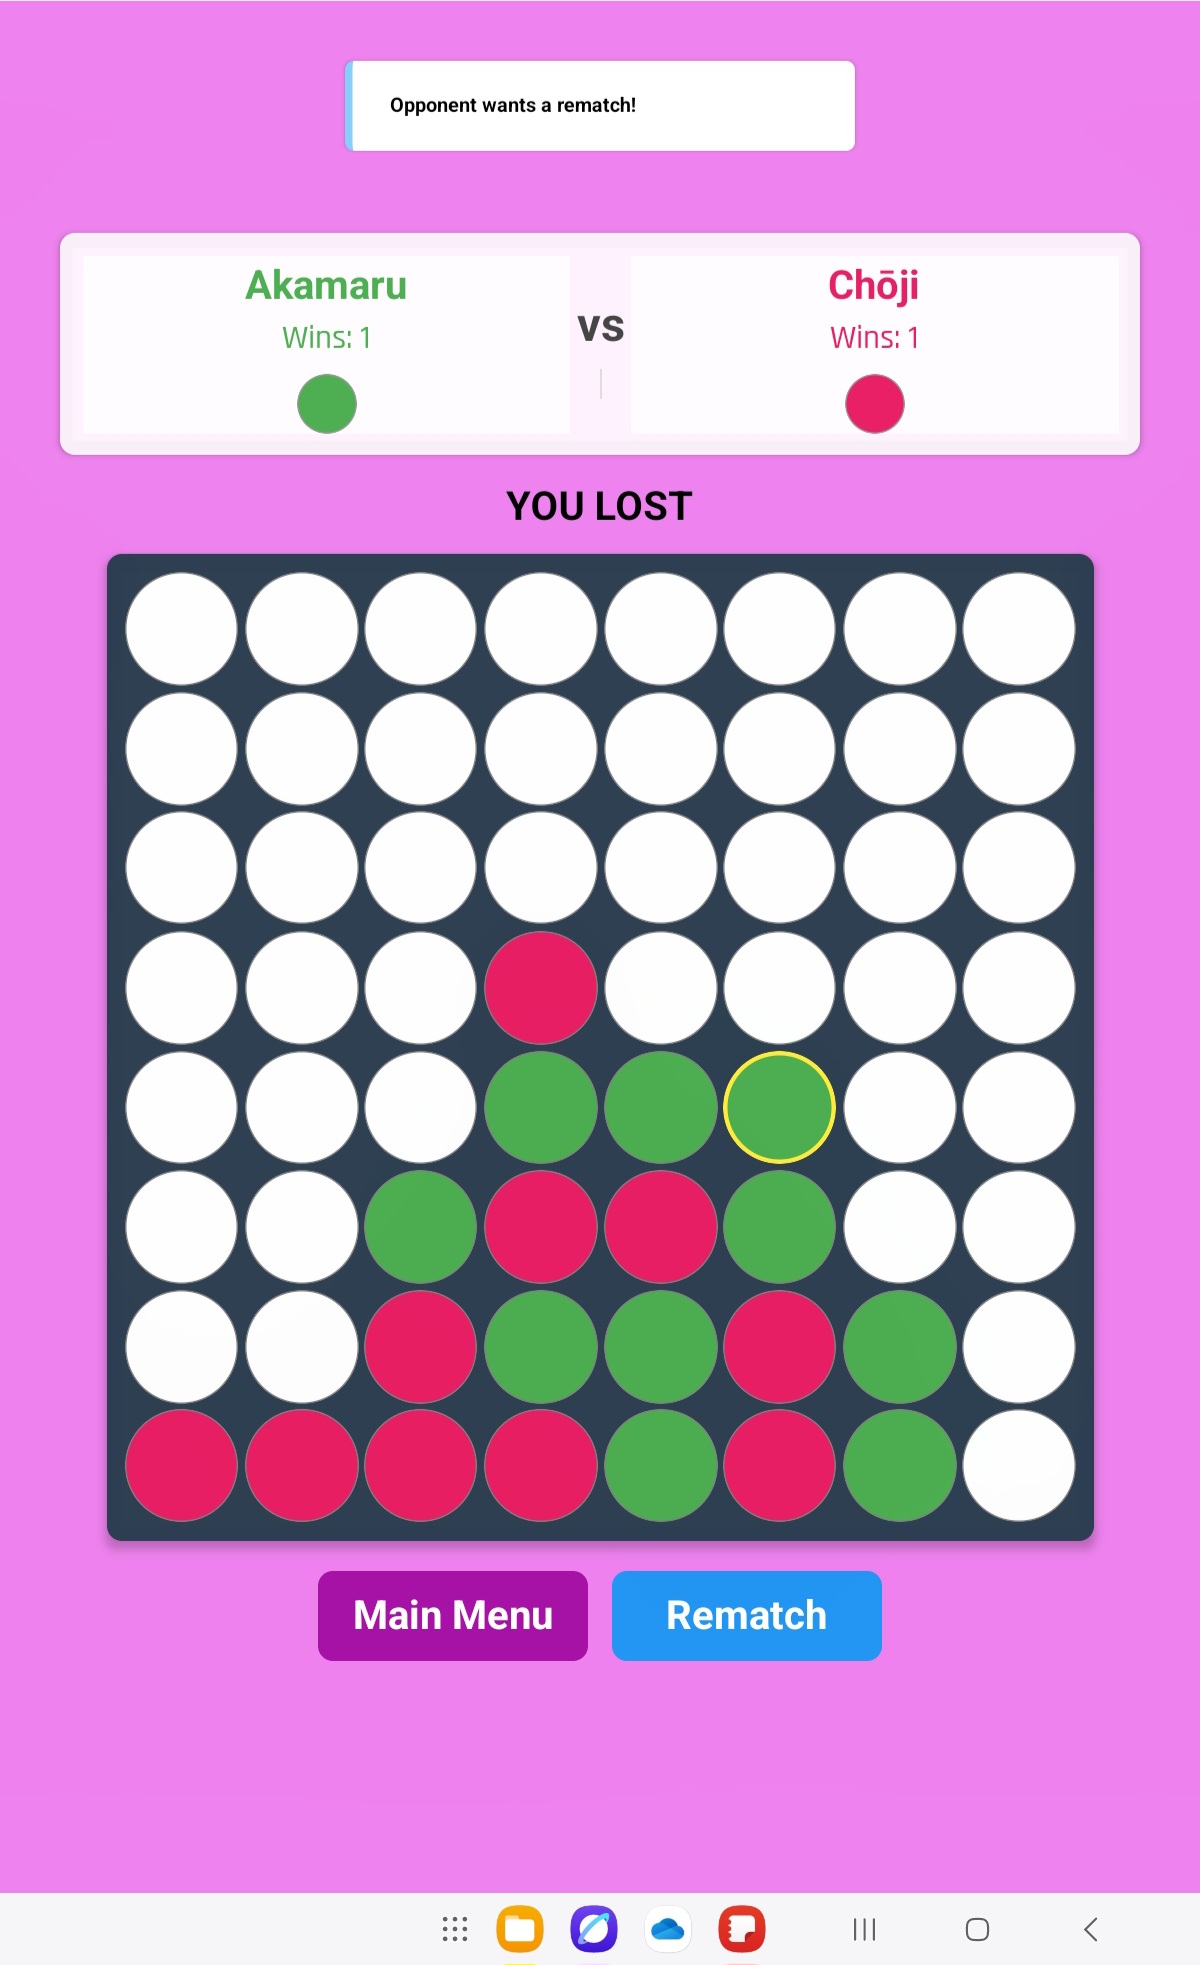 Opponent wants a rematch!
Akamaru
Wins: 1
vs
Chōji
Wins: 1
YOU LOST
Main Menu
Rematch